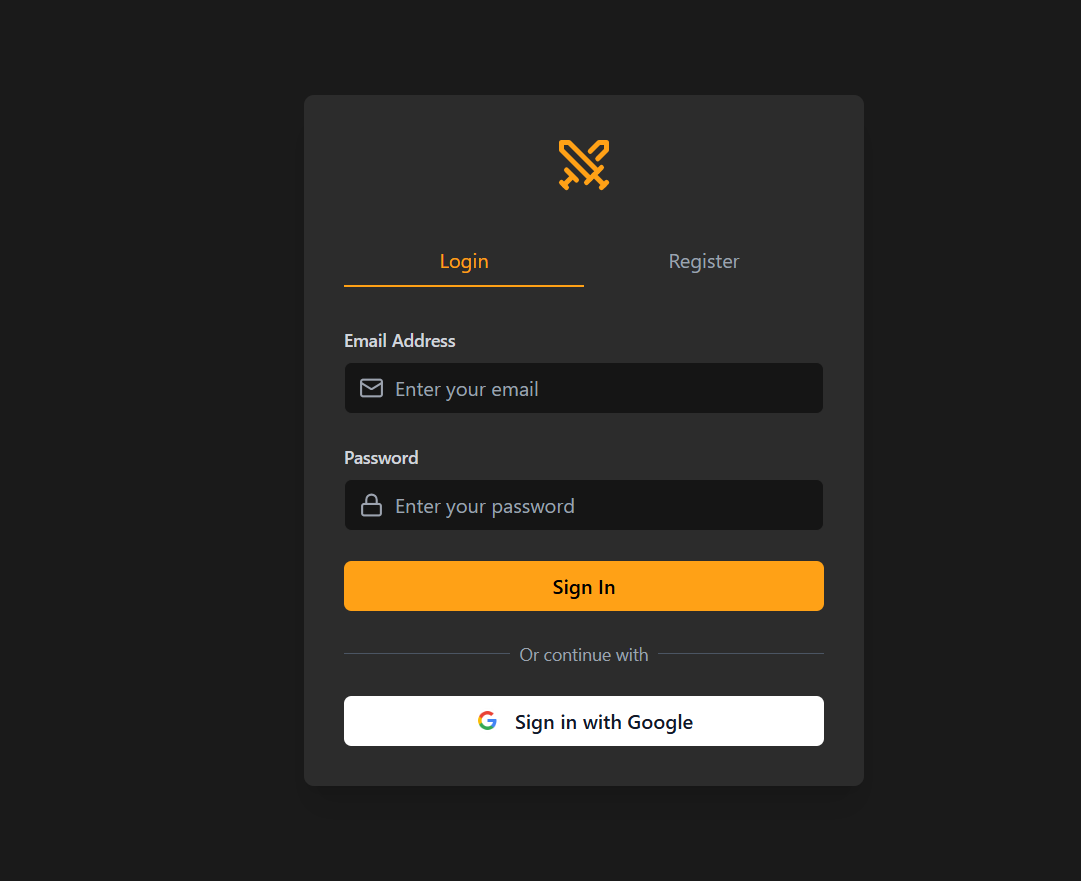 Login
Register
Email Address
Enter your email
Password
Enter your password
Sign In
Or continue with
Sign in with Google